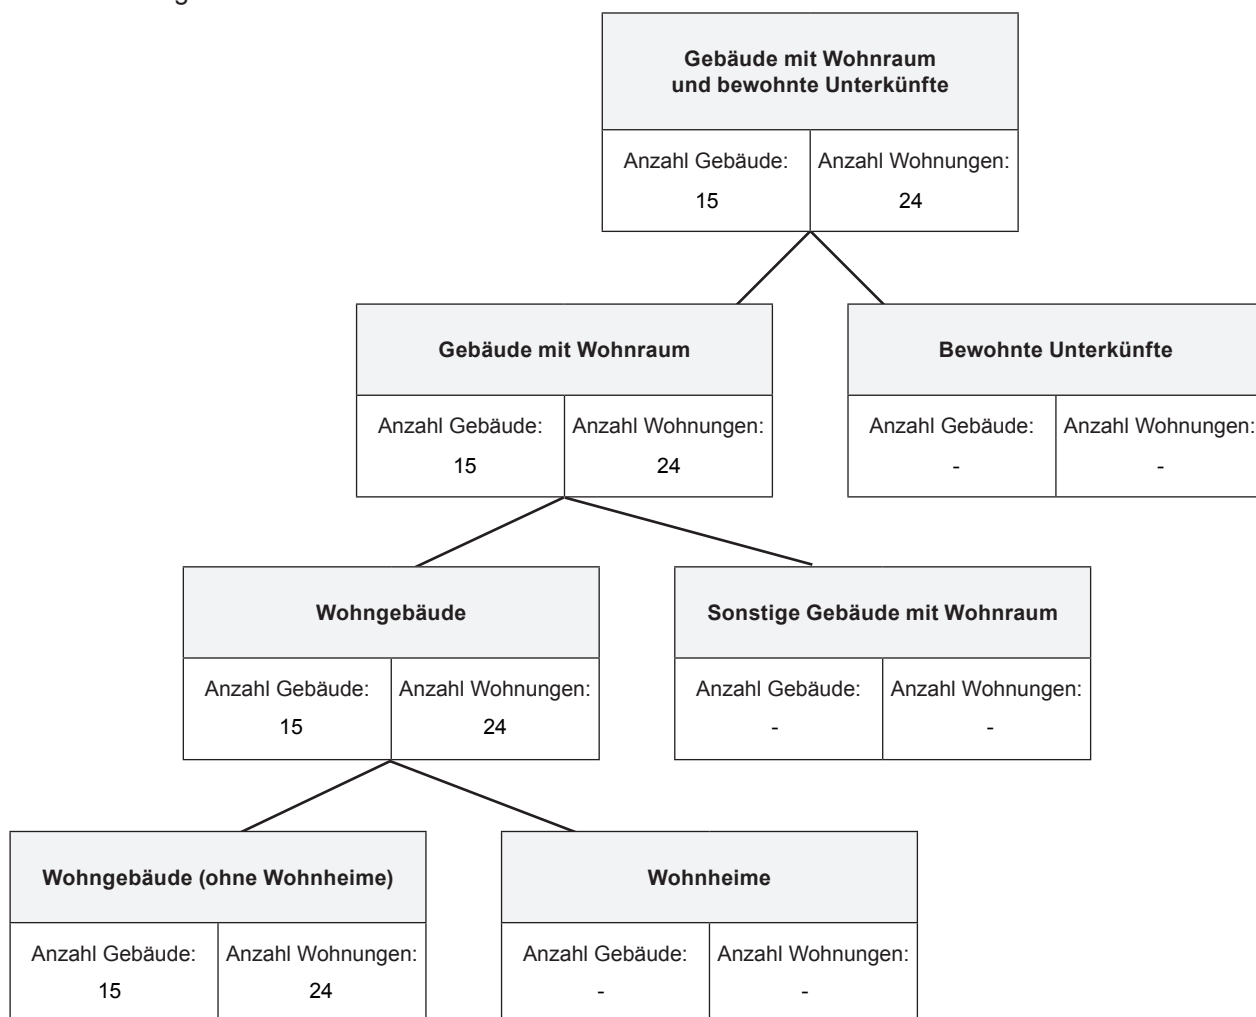 Gebäude mit Wohnraum
und bewohnte Unterkünfte
Anzahl Gebäude: Anzahl Wohnungen:
15 24
Gebäude mit Wohnraum Bewohnte Unterkünfte
Anzahl Gebäude: Anzahl Wohnungen: Anzahl Gebäude: Anzahl Wohnungen:
15 24 - -
Wohngebäude Sonstige Gebäude mit Wohnraum
Anzahl Gebäude: Anzahl Wohnungen: Anzahl Gebäude: Anzahl Wohnungen:
15 24 - -
Wohngebäude (ohne Wohnheime) Wohnheime
Anzahl Gebäude: Anzahl Wohnungen: Anzahl Gebäude: Anzahl Wohnungen:
15 24 - -